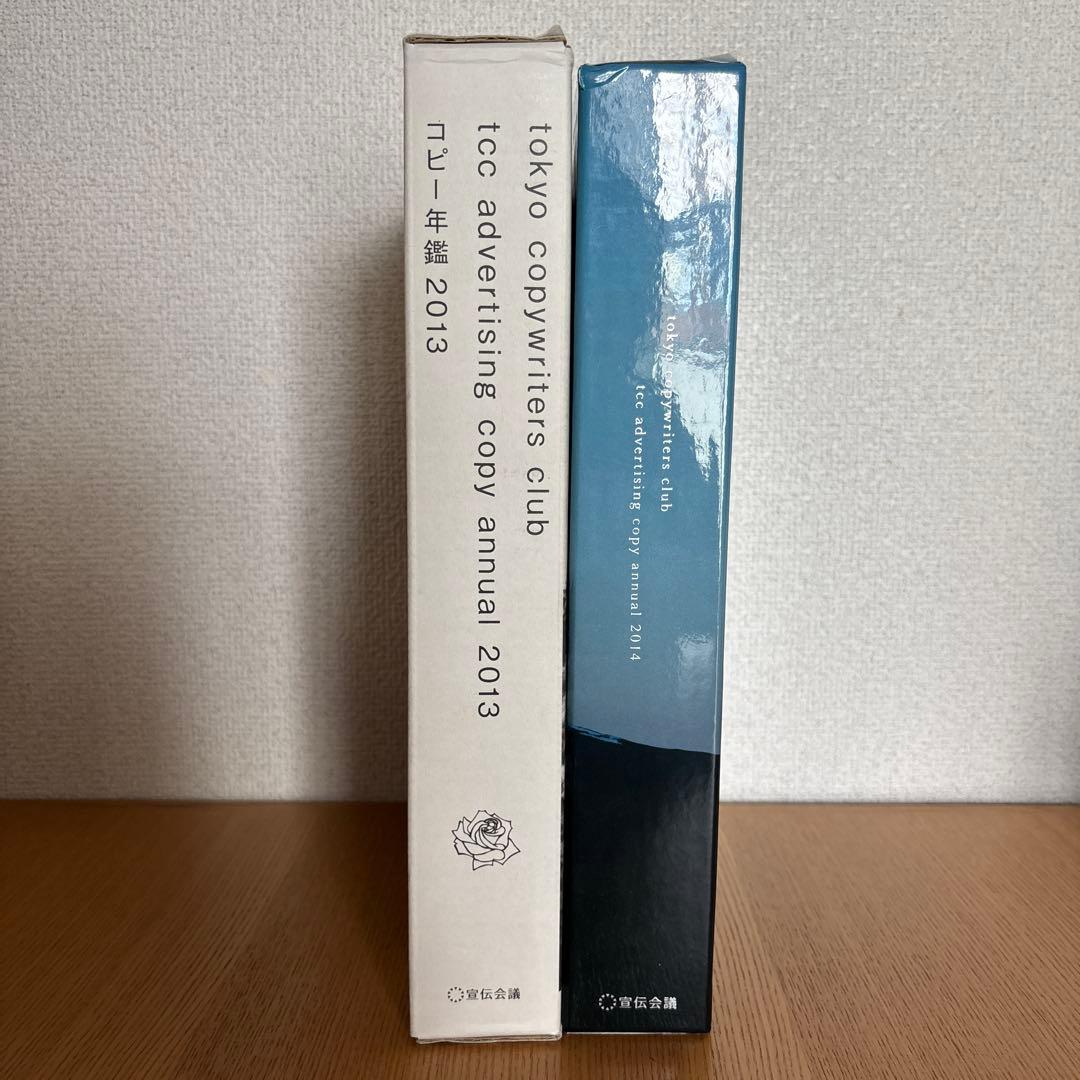 tokyo copywriters club
tcc advertising copy annual 2013
コピー年鑑 2013
宣伝会議
tokyo copywriters club
tcc advertising copy annual 2014
宣伝会議